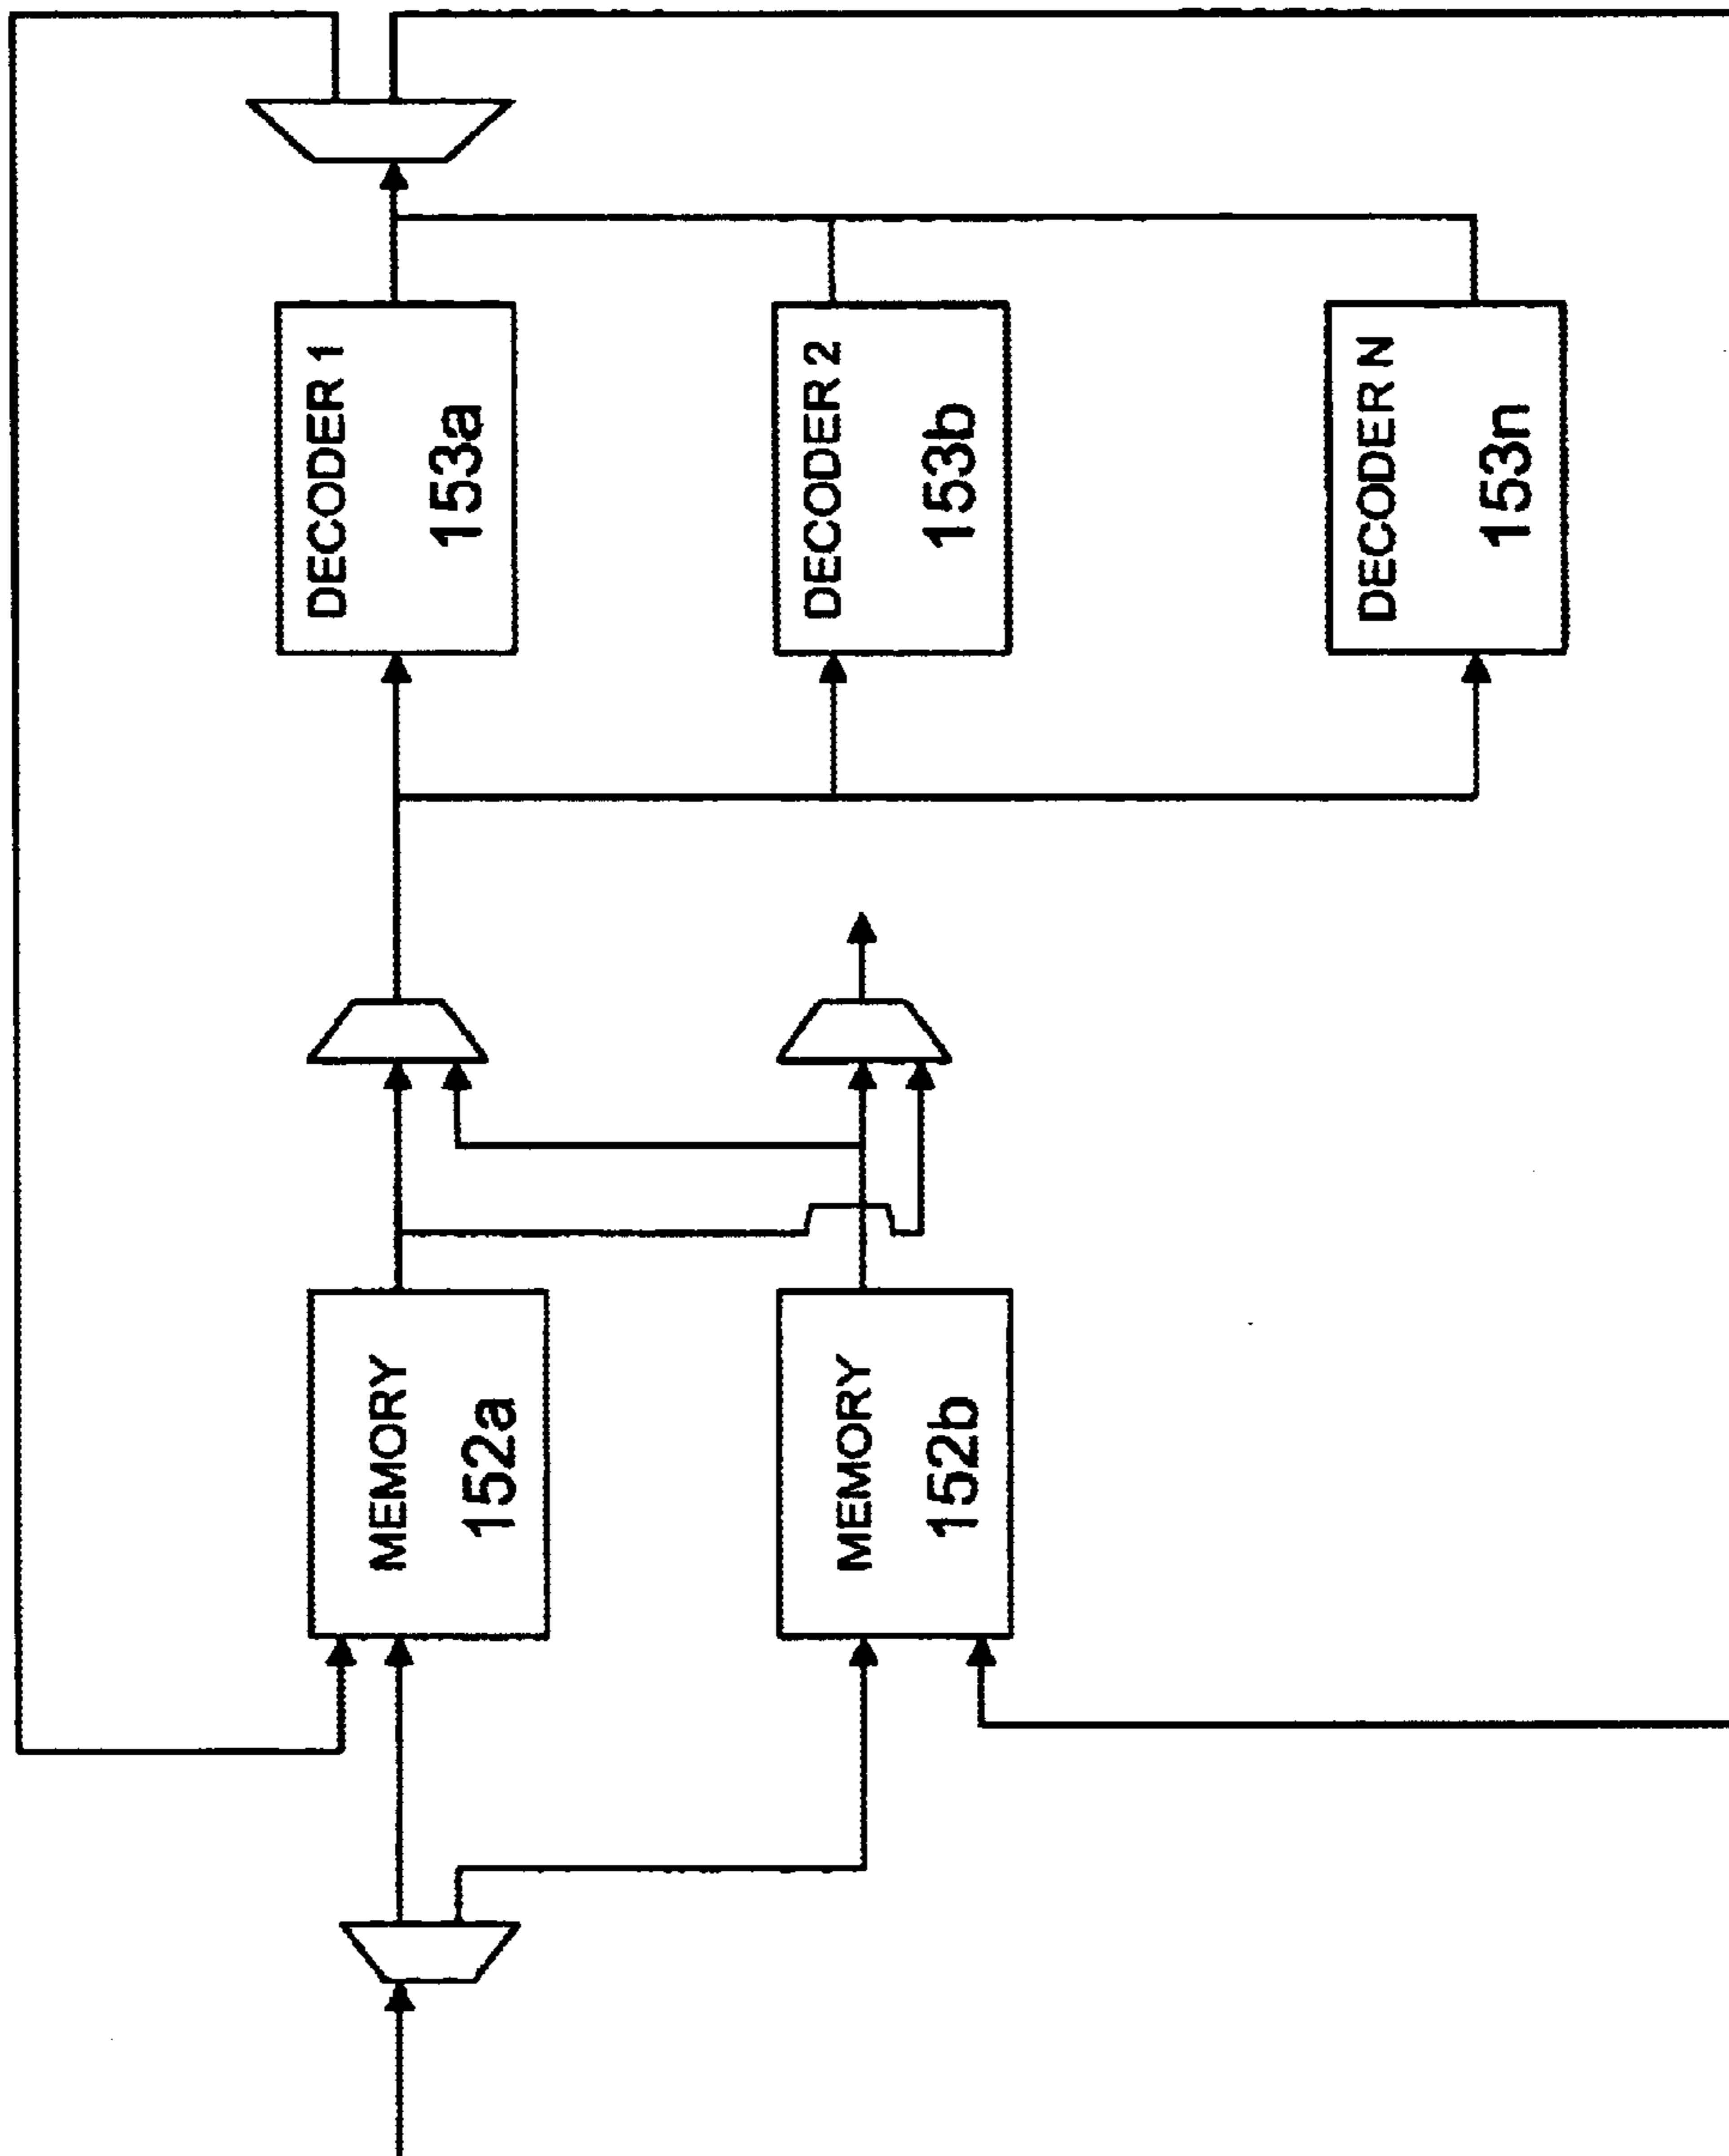 DECODER 1
153a
DECODER 2
153b
DECODER N
153n
MEMORY
152a
MEMORY
152b